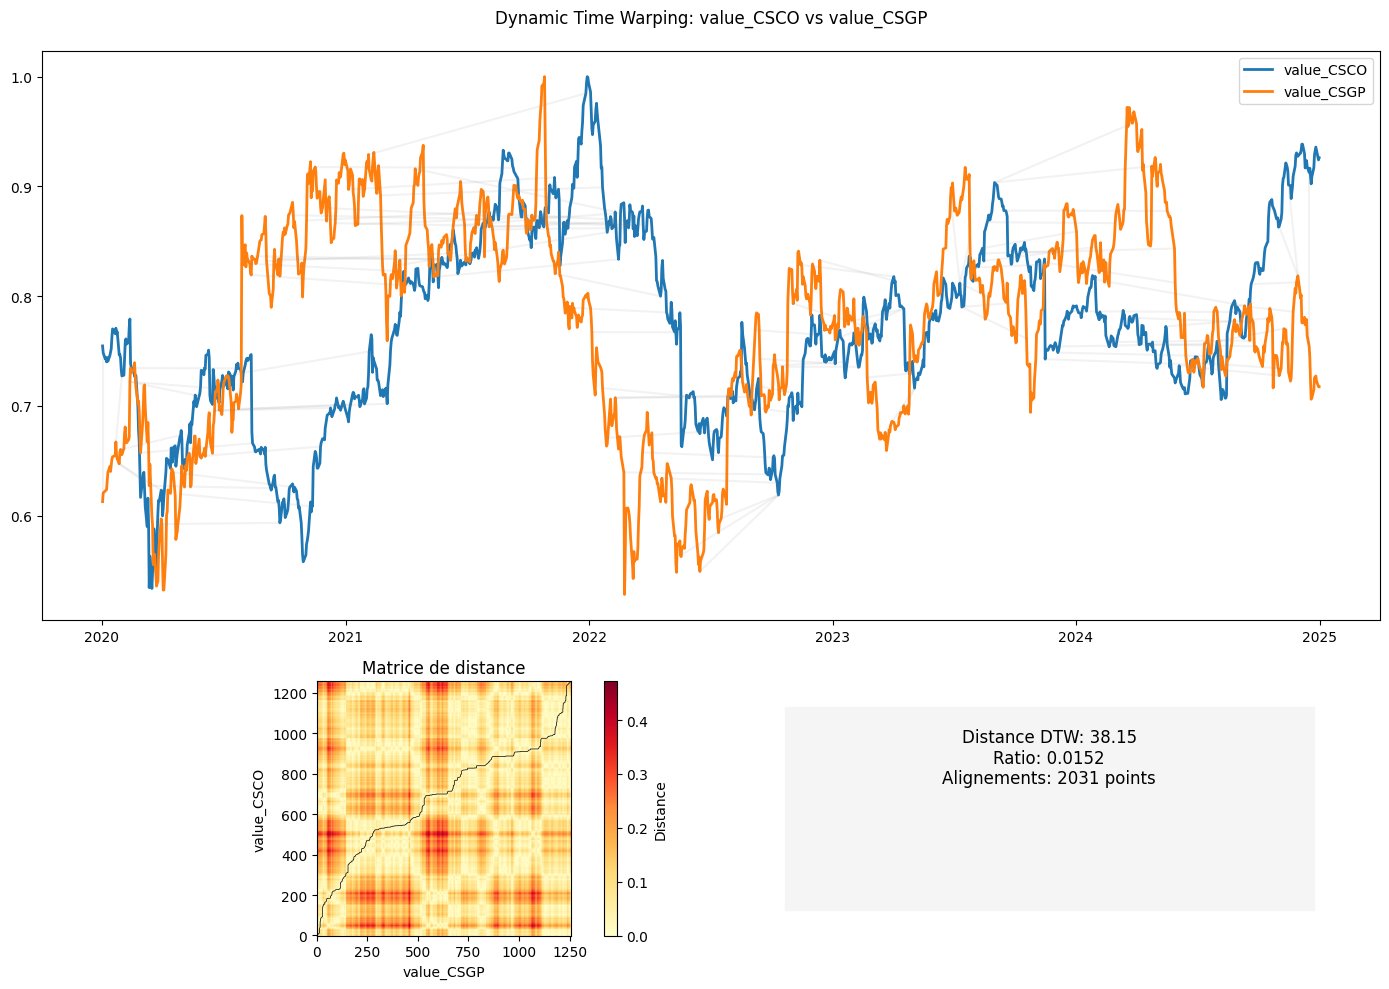 Dynamic Time Warping: value_CSCO vs value_CSGP
1.0
0.9
0.8
0.7
0.6
value_CSCO
value_CSGP
2020 2021 2022 2023 2024 2025
Matrice de distance
1200
1000
800
600
400
200
0
value_CSCO
0 250 500 750 1000 1250
value_CSGP
0.4
0.3
0.2
0.1
0.0
Distance
Distance DTW: 38.15
Ratio: 0.0152
Alignements: 2031 points